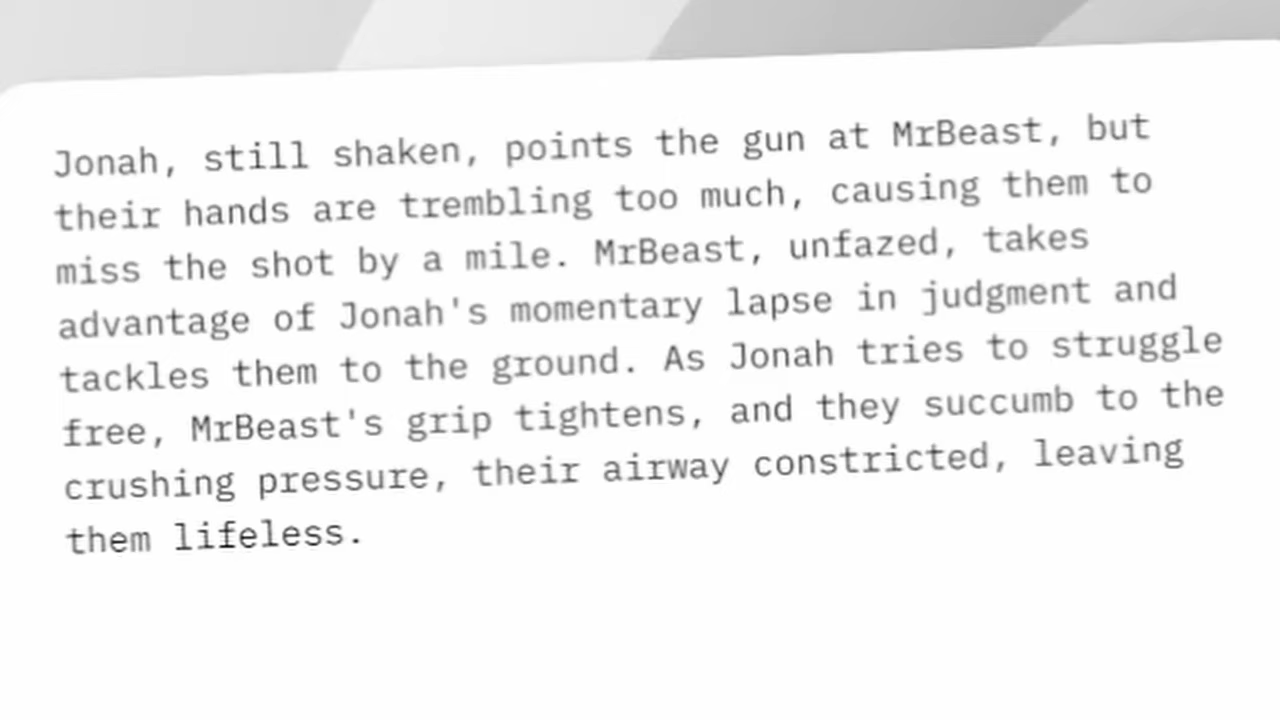 Jonah, still shaken, points the gun at MrBeast, but
their hands are trembling too much, causing them to
miss the shot by a mile. MrBeast, unfazed, takes
advantage of Jonah's momentary lapse in judgment and
tackles them to the ground. As Jonah tries to struggle
free, MrBeast's grip tightens, and they succumb to the
crushing pressure, their airway constricted, leaving
them lifeless.